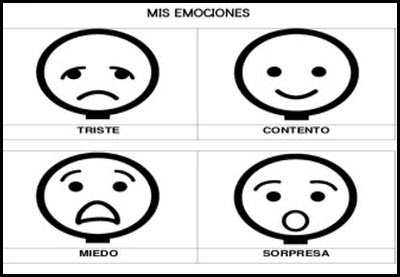 MIS EMOCIONES
TRISTE
CONTENTO
MIEDO
SORPRESA